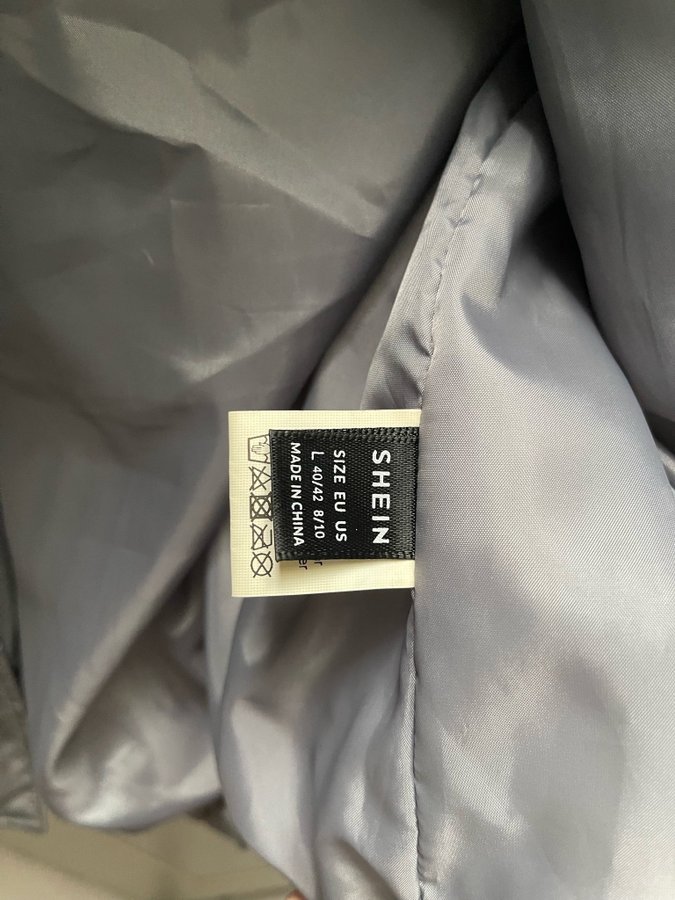 SHEIN
SIZE EU US
L 40/42 8/10
MADE IN CHINA